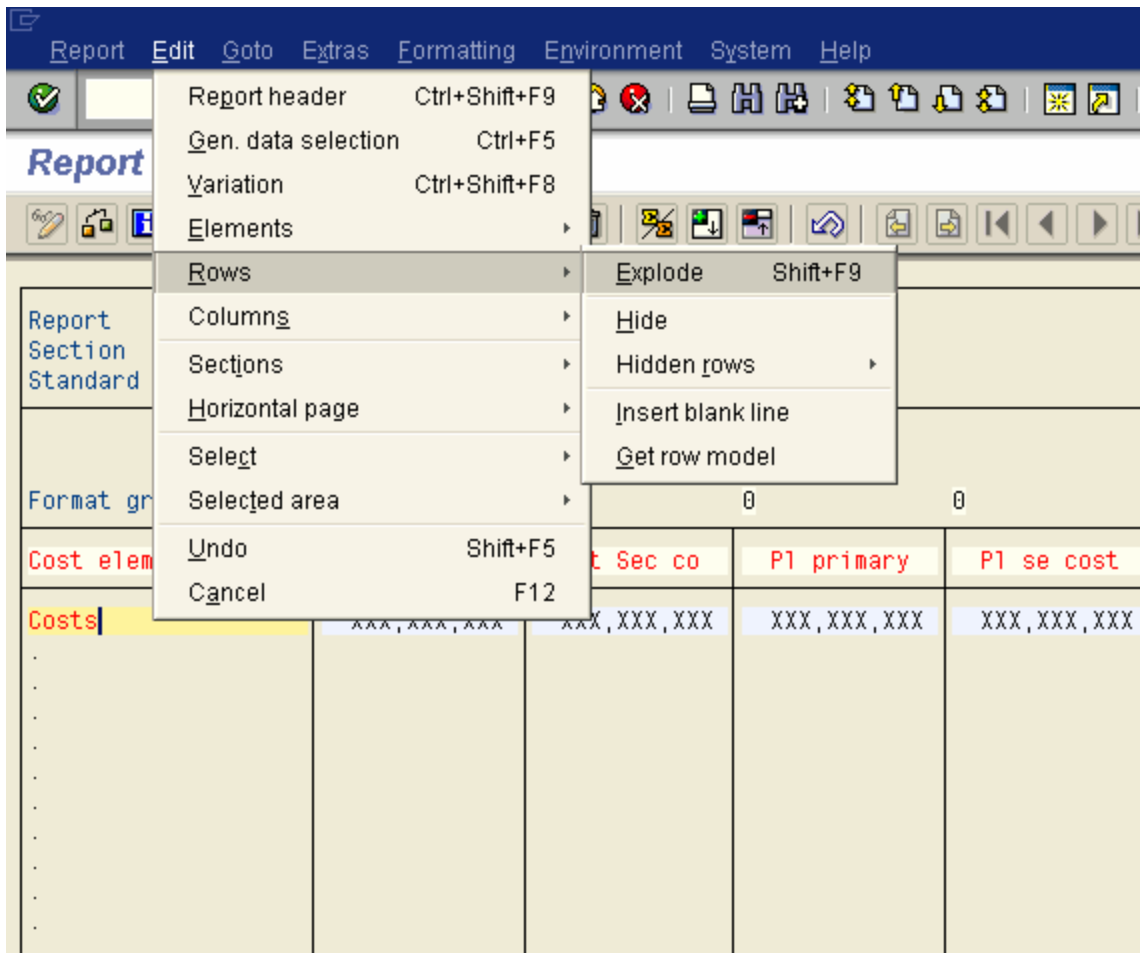 Report Edit Goto Extras Formatting Environment System Help
Report header Ctrl+Shift+F9
Gen. data selection Ctrl+F5
Report
Variation Ctrl+Shift+F8
Elements
Rows
Explode Shift+F9
Columns
Hide
Report
Section
Sections
Hidden rows
Standard
Horizontal page
Insert blank line
Select
Get row model
Format
Selected area
0 0
Undo Shift+F5
Cost Sec co Pl primary Pl se cost
Cancel F12
Costs XXX,XXX,XXX XXX,XXX,XXX XXX,XXX,XXX XXX,XXX,XXX